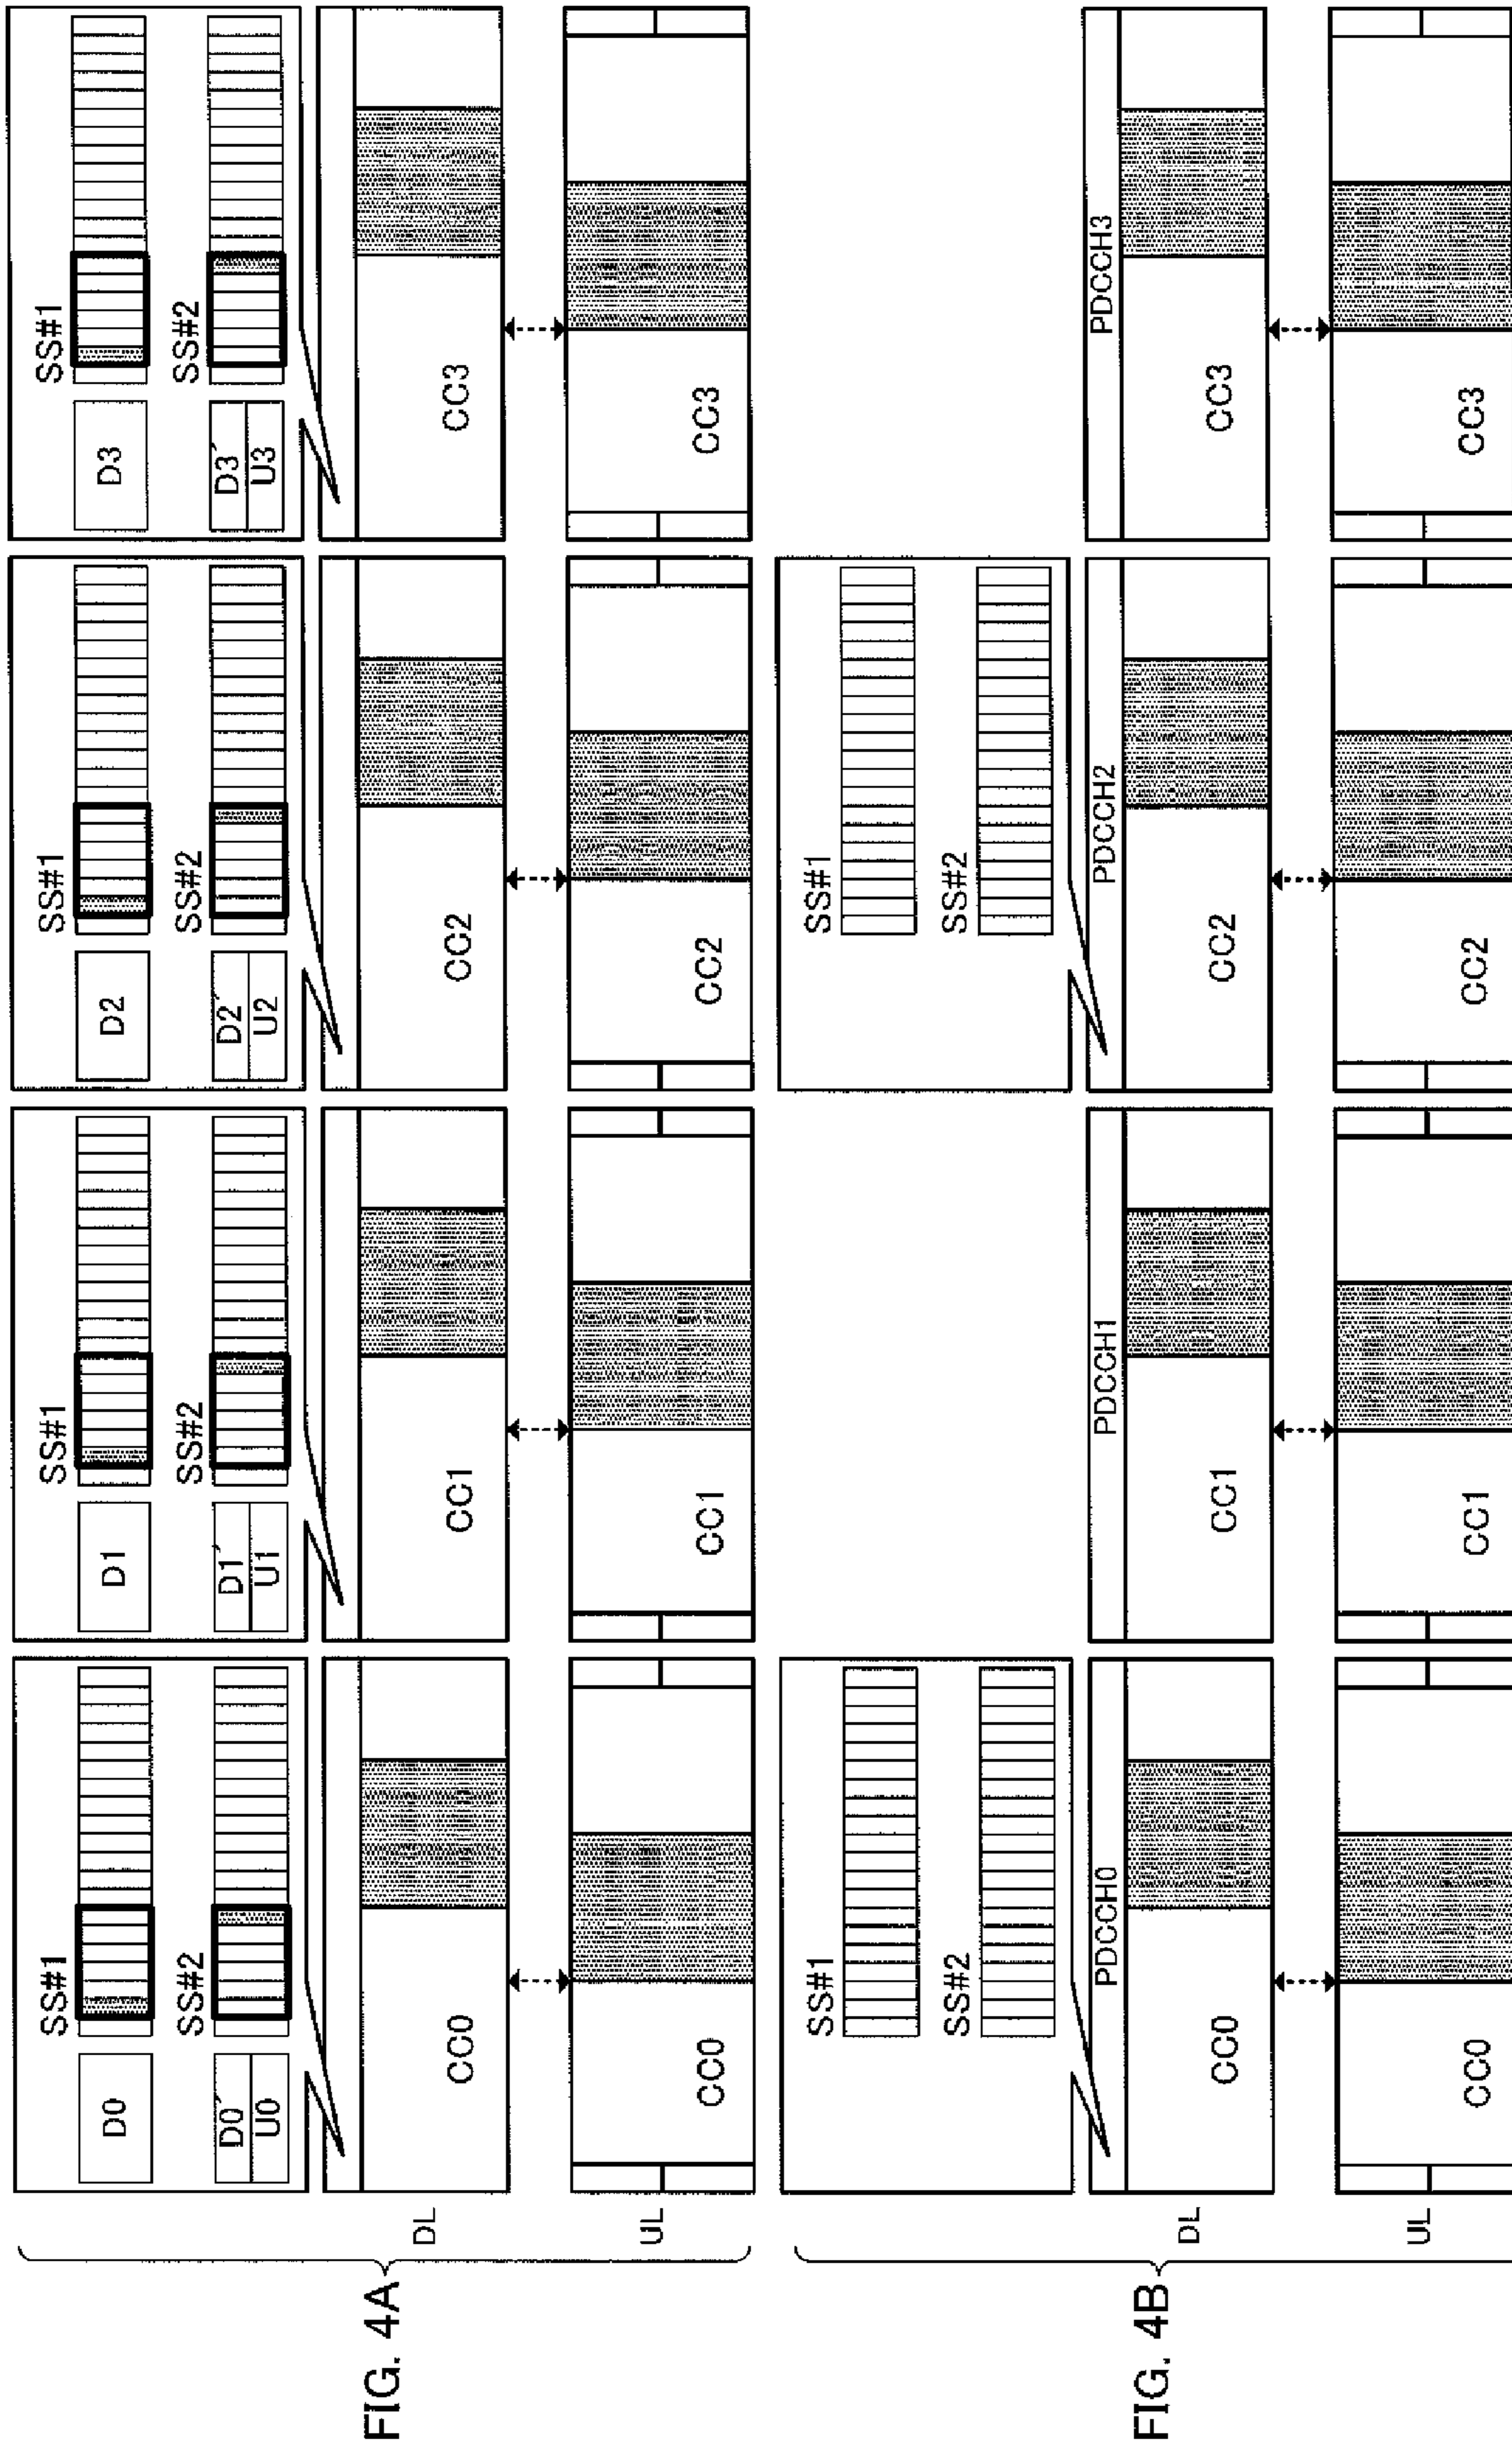 FIG. 4A
SS#1
SS#1
SS#1
SS#1
D0
D1
D2
D3
SS#2
SS#2
SS#2
SS#2
D0´
D1´
D2´
D3´
U0
U1
U2
U3
DL
CC0
CC1
CC2
CC3
UL
CC0
CC1
CC2
CC3
FIG. 4B
SS#1
SS#1
SS#2
SS#2
PDCCH0
PDCCH1
PDCCH2
PDCCH3
DL
CC0
CC1
CC2
CC3
UL
CC0
CC1
CC2
CC3